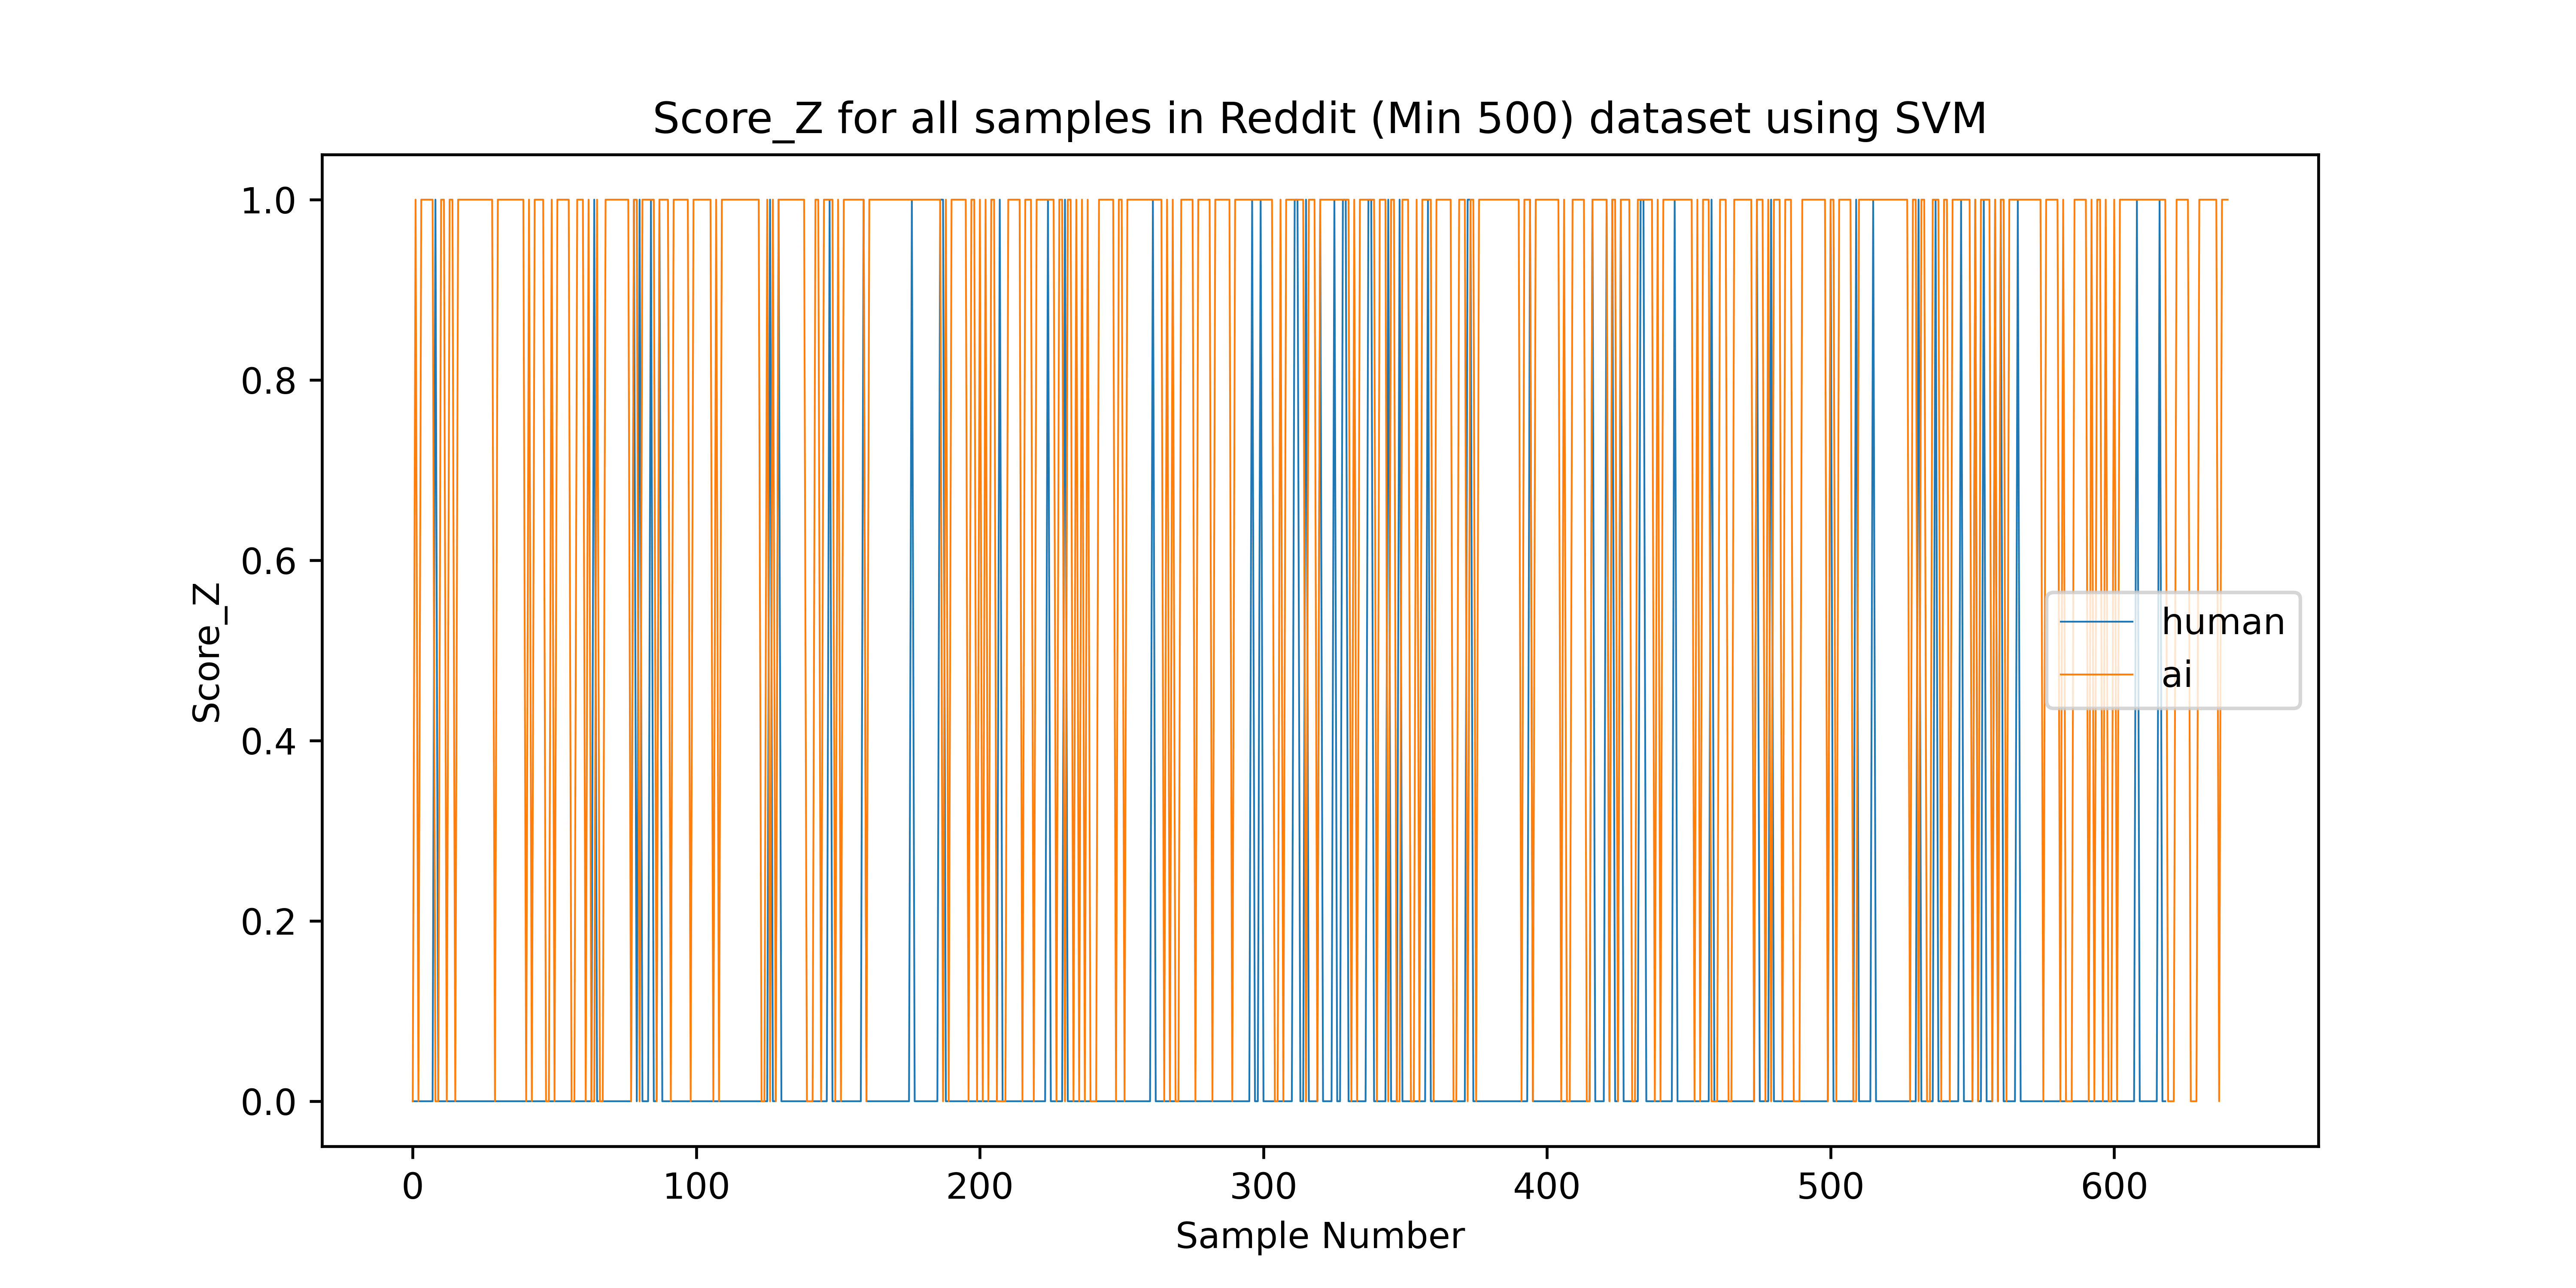 Score_Z for all samples in Reddit (Min 500) dataset using SVM
1.0
0.8
0.6
0.4
0.2
0.0
Score_Z
human
ai
0 100 200 300 400 500 600
Sample Number